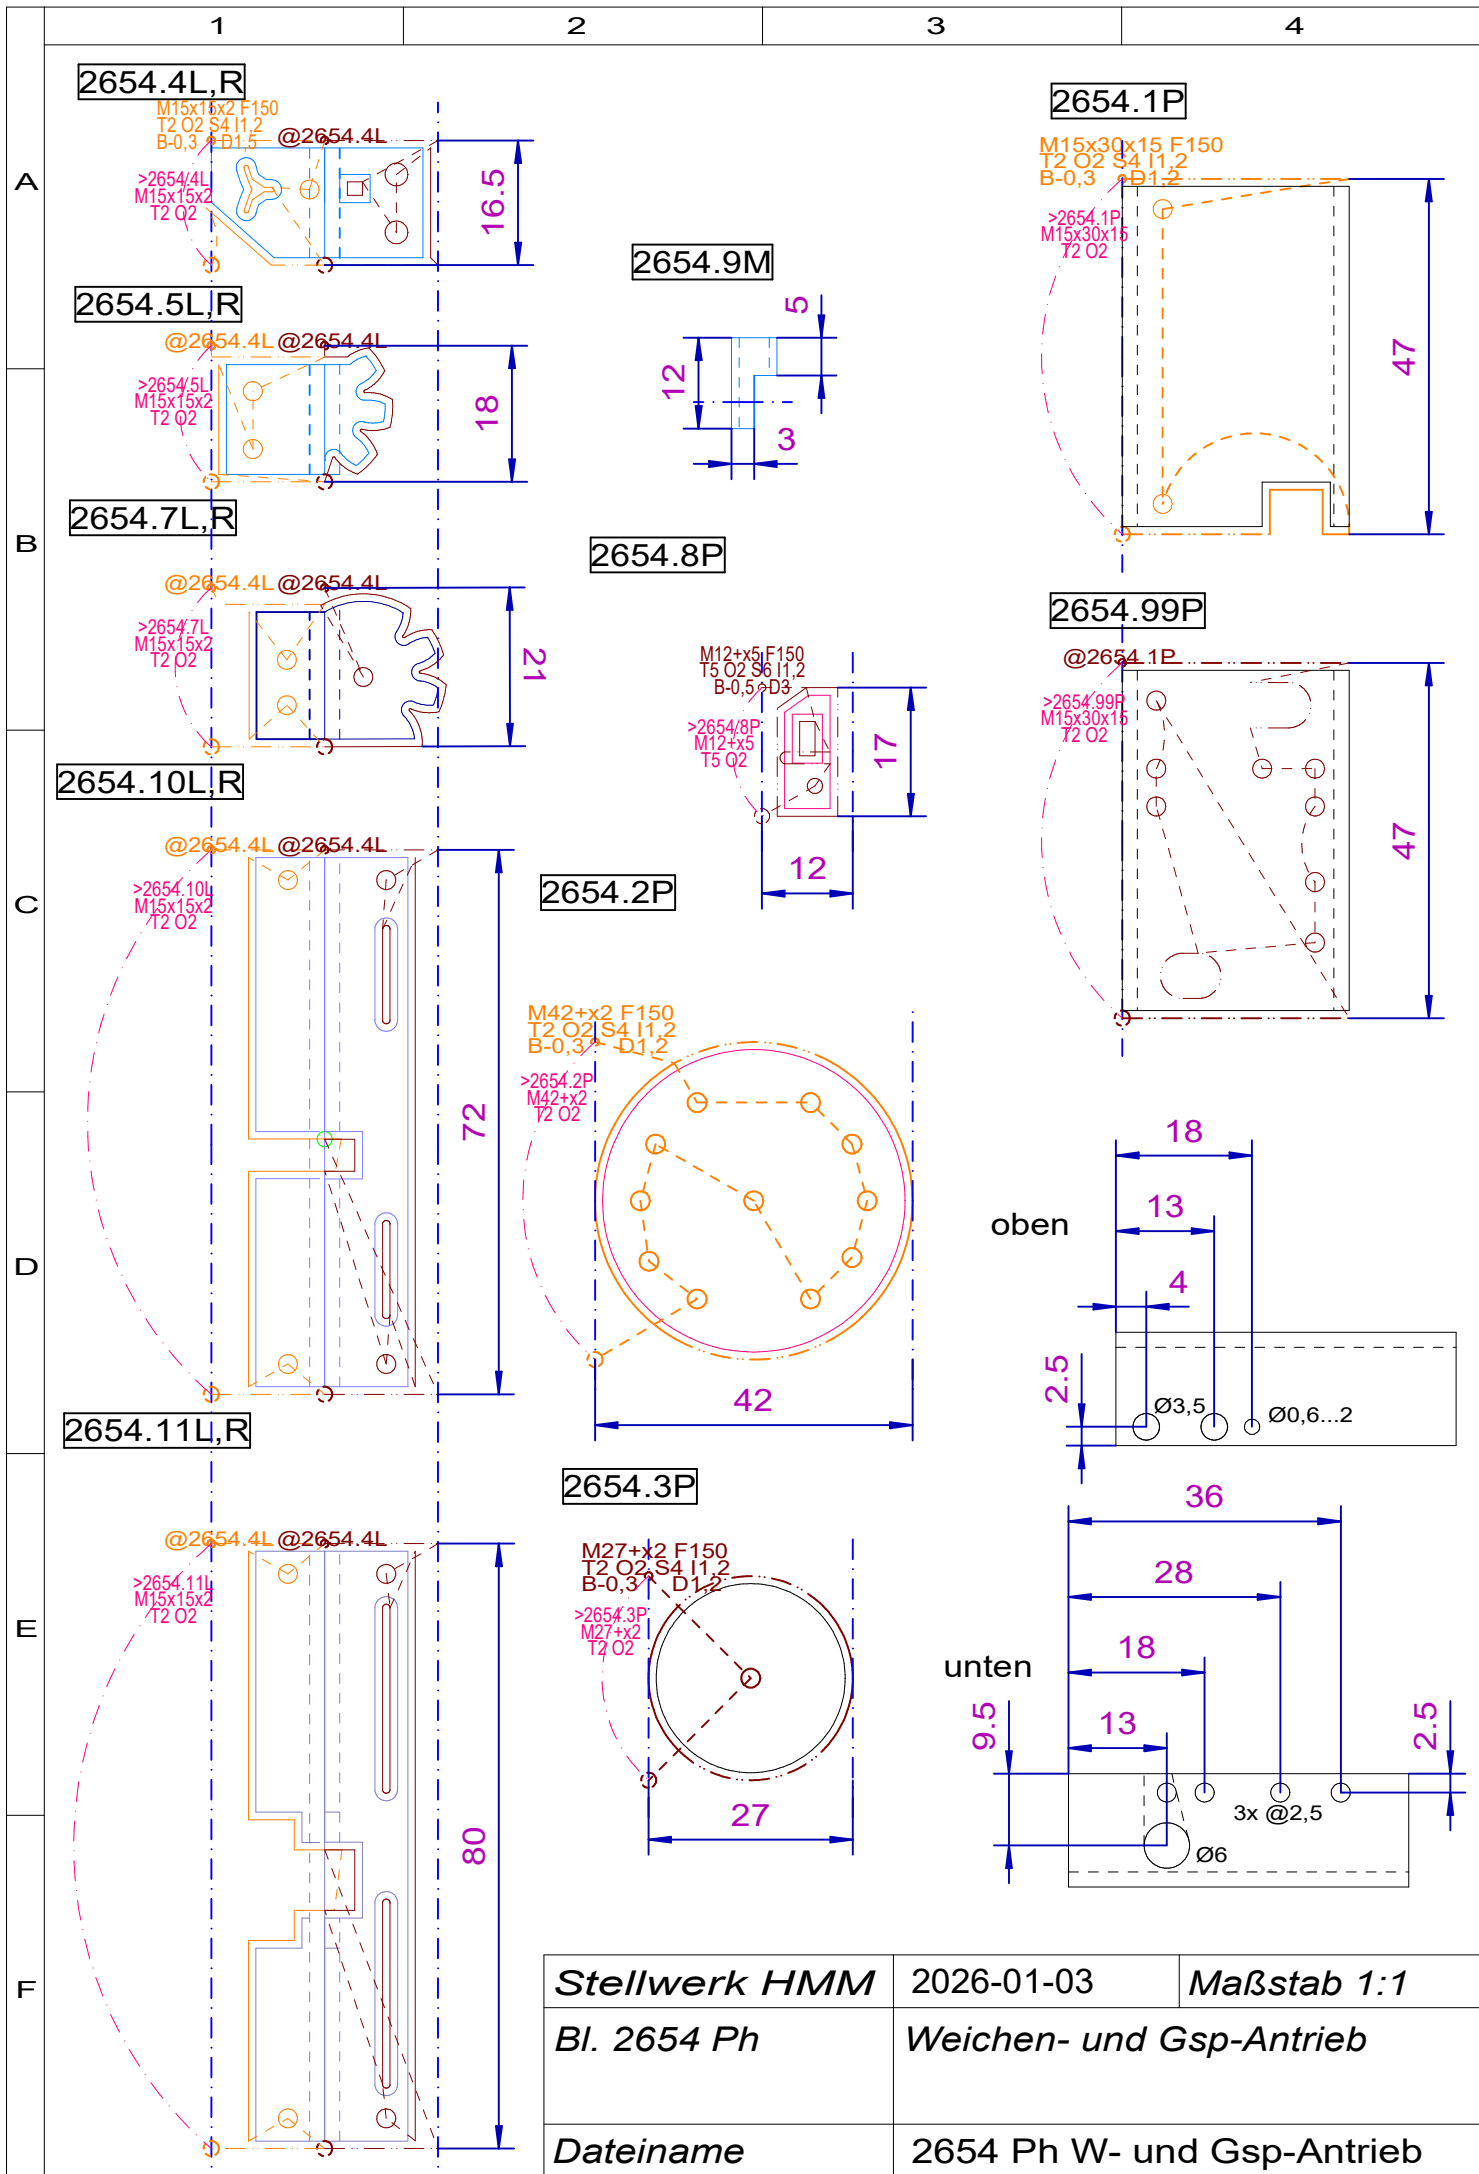 1 2 3 4
A
B
C
D
E
F
2654.4L,R
M15x15x2 F150
T2 O2 S4 I1,2
B-0,3 D1,5
@2654.4L
>2654/4L
M15x15x2
T2 O2
16.5
2654.5L,R
@2654.4L @2654.4L
>2654/5L
M15x15x2
T2 O2
18
2654.7L,R
@2654.4L @2654.4L
>2654/7L
M15x15x2
T2 O2
21
2654.10L,R
@2654.4L @2654.4L
>2654.10L
M15x15x2
T2 O2
72
2654.11L,R
@2654.4L @2654.4L
>2654.11L
M15x15x2
T2 O2
80
2654.9M
5
12
3
2654.8P
M12+x5 F150
T5 O2 S6 I1,2
B-0,5 D3
>2654/8P
M12+x5
T5 O2
17
12
2654.2P
M42+x2 F150
T2 O2 S4 I1,2
B-0,3 D1,2
>2654.2P
M42+x2
T2 O2
42
2654.3P
M27+x2 F150
T2 O2 S4 I1,2
B-0,3 D1,2
>2654.3P
M27+x2
T2 O2
27
2654.1P
M15x30x15 F150
T2 O2 S4 I1,2
B-0,3 D1,2
>2654.1P
M15x30x15
T2 O2
47
2654.99P
@2654.1P
>2654.99P
M15x30x15
T2 O2
47
18
13
oben
4
2.5
Ø3,5
Ø0,6...2
36
28
18
unten
13
9.5
2.5
3x @2,5
Ø6
Stellwerk HMM 2026-01-03 Maßstab 1:1
Bl. 2654 Ph Weichen- und Gsp-Antrieb
Dateiname 2654 Ph W- und Gsp-Antrieb